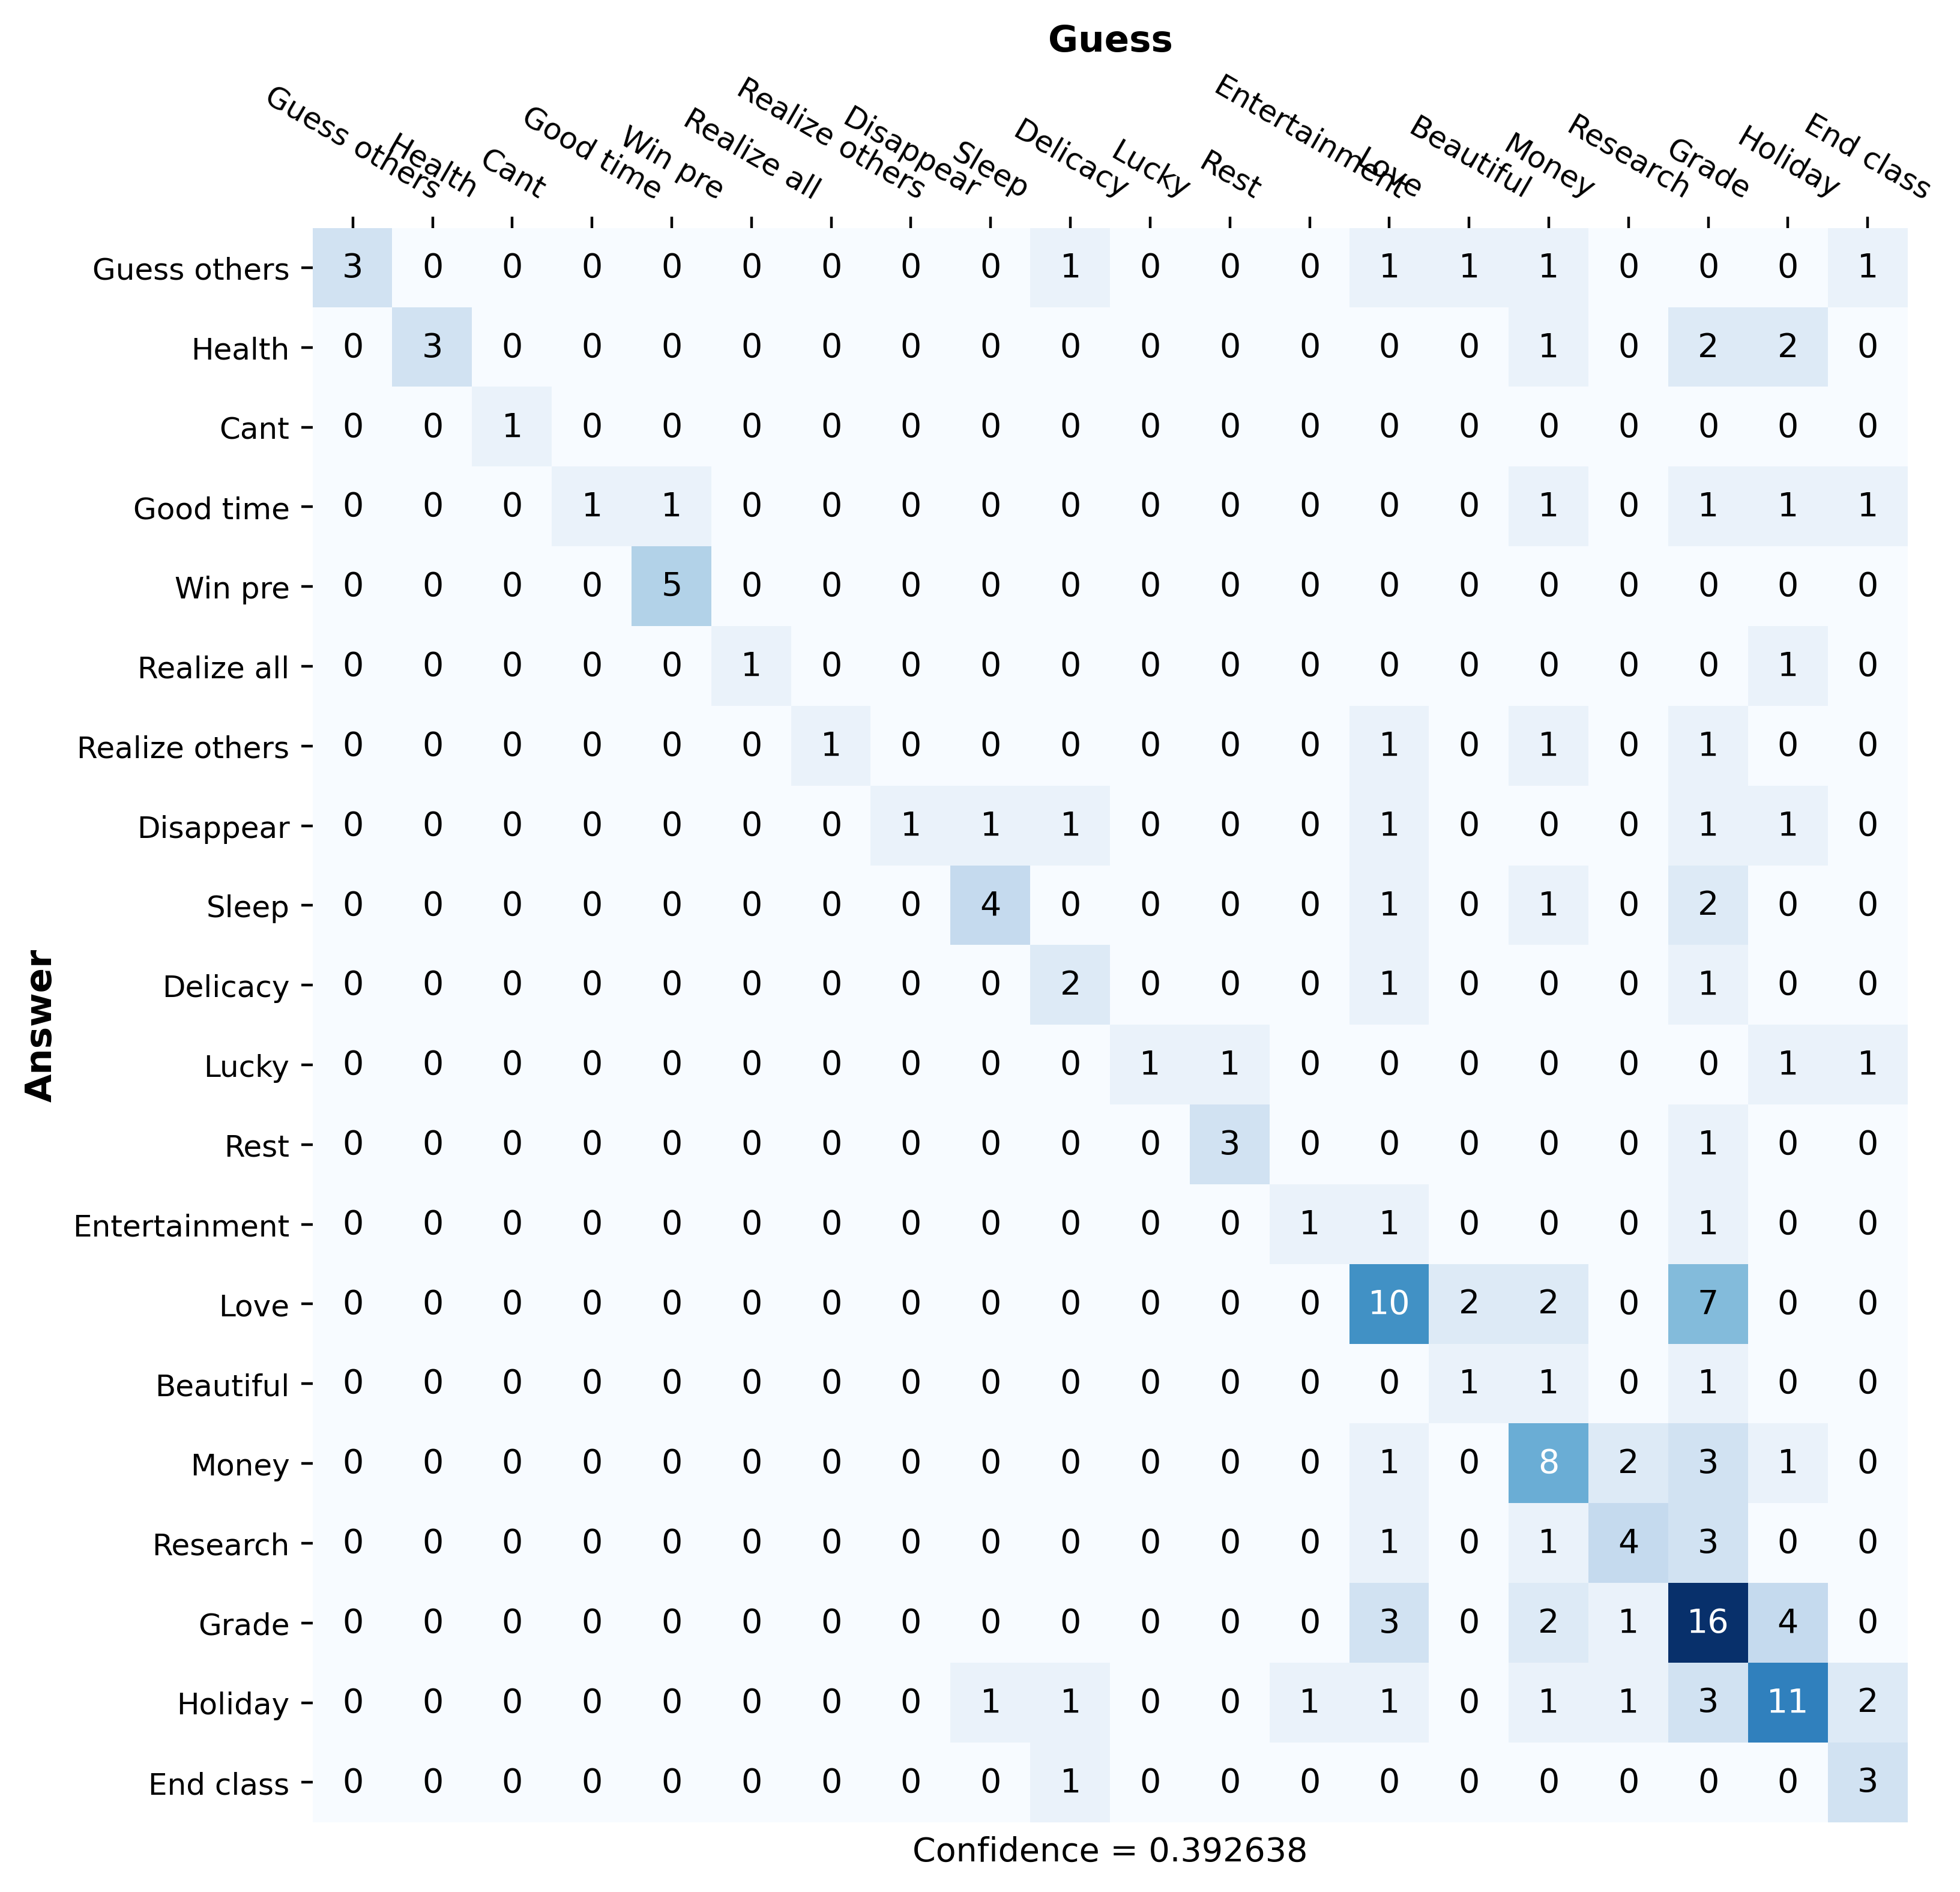 Guess
Guess others Health Cant Good time Win pre Realize all Realize others Disappear Sleep Delicacy Lucky Rest Entertainment Love Beautiful Money Research Grade Holiday End class
Guess others 3 0 0 0 0 0 0 0 0 1 0 0 0 1 1 1 0 0 0 1
Health 0 3 0 0 0 0 0 0 0 0 0 0 0 0 0 1 0 2 2 0
Cant 0 0 1 0 0 0 0 0 0 0 0 0 0 0 0 0 0 0 0 0
Good time 0 0 0 1 1 0 0 0 0 0 0 0 0 0 0 1 0 1 1 1
Win pre 0 0 0 0 5 0 0 0 0 0 0 0 0 0 0 0 0 0 0 0
Realize all 0 0 0 0 0 1 0 0 0 0 0 0 0 0 0 0 0 0 1 0
Realize others 0 0 0 0 0 0 1 0 0 0 0 0 0 1 0 1 0 1 0 0
Disappear 0 0 0 0 0 0 0 1 1 1 0 0 0 1 0 0 0 1 1 0
Sleep 0 0 0 0 0 0 0 0 4 0 0 0 0 1 0 1 0 2 0 0
Delicacy 0 0 0 0 0 0 0 0 0 2 0 0 0 1 0 0 0 1 0 0
Lucky 0 0 0 0 0 0 0 0 0 0 1 1 0 0 0 0 0 0 1 1
Rest 0 0 0 0 0 0 0 0 0 0 0 3 0 0 0 0 0 1 0 0
Entertainment 0 0 0 0 0 0 0 0 0 0 0 0 1 1 0 0 0 1 0 0
Love 0 0 0 0 0 0 0 0 0 0 0 0 0 10 2 2 0 7 0 0
Beautiful 0 0 0 0 0 0 0 0 0 0 0 0 0 0 1 1 0 1 0 0
Money 0 0 0 0 0 0 0 0 0 0 0 0 0 1 0 8 2 3 1 0
Research 0 0 0 0 0 0 0 0 0 0 0 0 0 1 0 1 4 3 0 0
Grade 0 0 0 0 0 0 0 0 0 0 0 0 0 3 0 2 1 16 4 0
Holiday 0 0 0 0 0 0 0 0 1 1 0 0 1 1 0 1 1 3 11 2
End class 0 0 0 0 0 0 0 0 0 1 0 0 0 0 0 0 0 0 0 3
Answer
Confidence = 0.392638